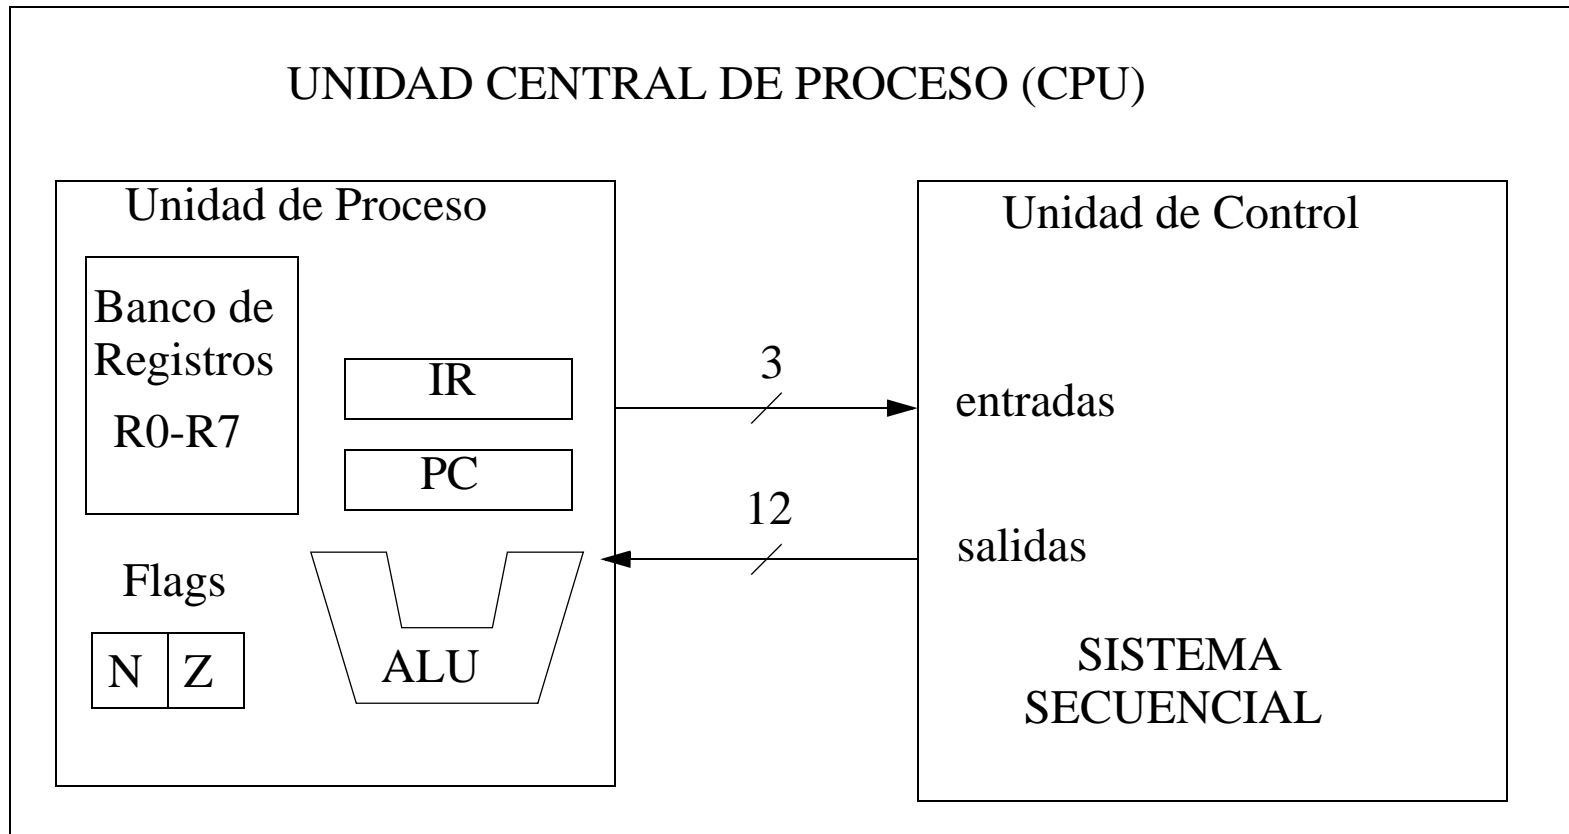 UNIDAD CENTRAL DE PROCESO (CPU)
Unidad de Proceso
Banco de
Registros
R0-R7
IR
PC
Flags
N Z
ALU
3
12
Unidad de Control
entradas
salidas
SISTEMA
SECUENCIAL